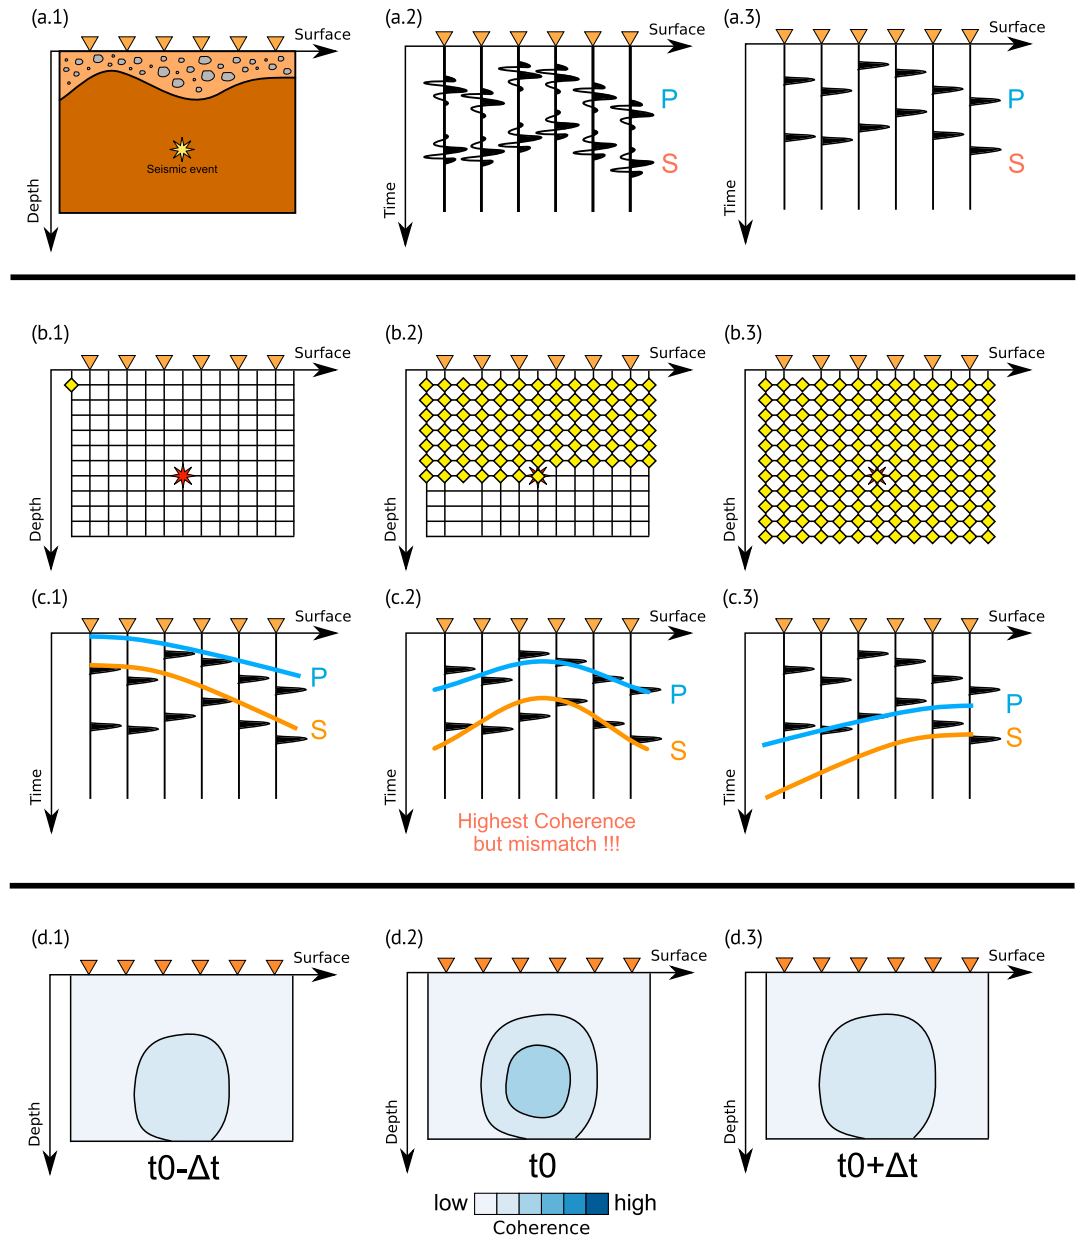 (a.1)
Surface
Seismic event
Depth
(a.2)
Surface
P
S
Time
(a.3)
Surface
P
S
Time
(b.1)
Surface
Depth
(b.2)
Surface
Depth
(b.3)
Surface
Depth
(c.1)
Surface
P
S
Time
(c.2)
Surface
P
S
Time
Highest Coherence
but mismatch !!!
(c.3)
Surface
P
S
Time
(d.1)
Surface
Depth
t0-Δt
(d.2)
Surface
Depth
t0
(d.3)
Surface
Depth
t0+Δt
low
high
Coherence